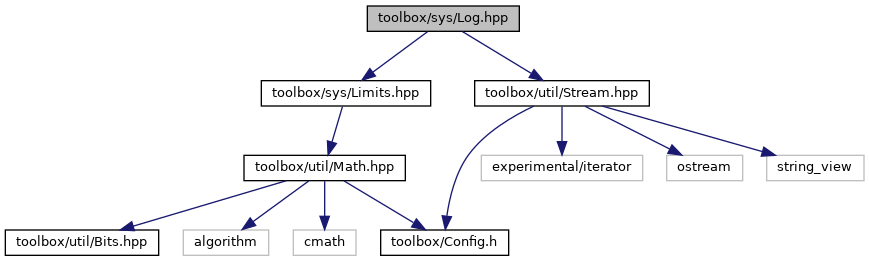 toolbox/sys/Log.hpp
toolbox/sys/Limits.hpp
toolbox/util/Stream.hpp
toolbox/util/Math.hpp
experimental/iterator
ostream
string_view
toolbox/util/Bits.hpp
algorithm
cmath
toolbox/Config.h